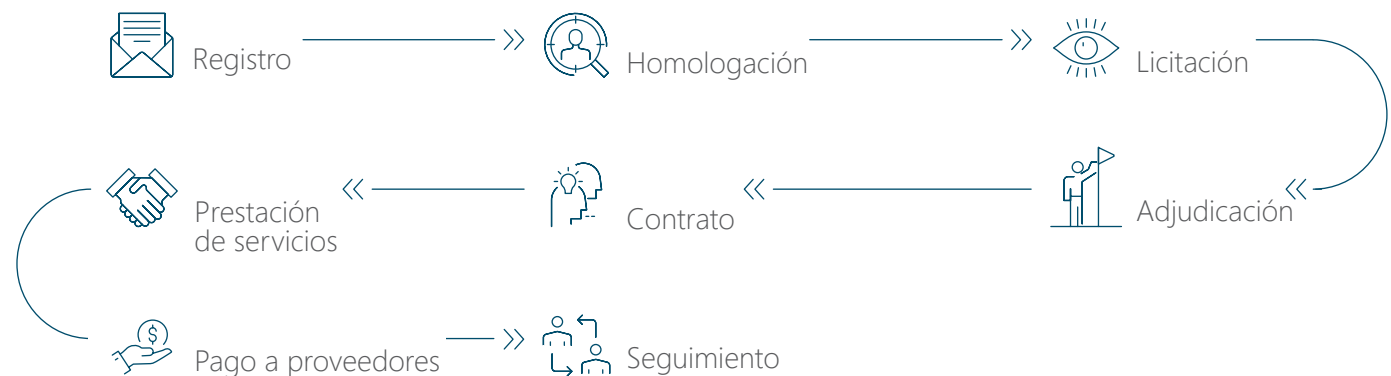 Registro
Homologación
Licitación
Adjudicación
Contrato
Prestación
de servicios
Pago a proveedores
$
Seguimiento